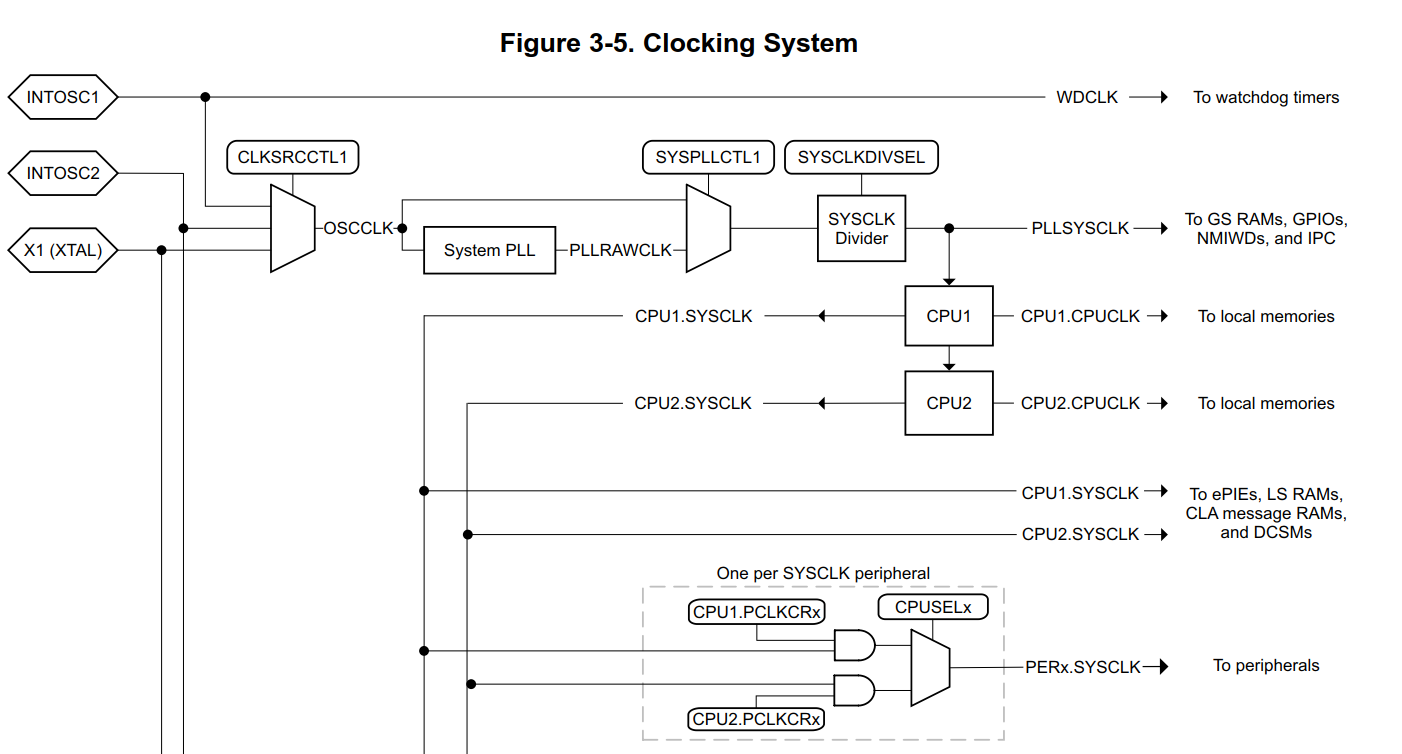 Figure 3-5. Clocking System
INTOSC1
WDCLK
To watchdog timers
CLKSRCCTL1
SYSPLLCTL1
SYSCLKDIVSEL
INTOSC2
OSCCLK
SYSCLK
Divider
PLLSYSCLK
To GS RAMs, GPIOs,
NMIWDs, and IPC
X1 (XTAL)
System PLL
PLLRAWCLK
CPU1.SYSCLK
CPU1
CPU1.CPUCLK
To local memories
CPU2.SYSCLK
CPU2
CPU2.CPUCLK
To local memories
CPU1.SYSCLK
To ePIEs, LS RAMs,
CLA message RAMs,
and DCSMs
CPU2.SYSCLK
One per SYSCLK peripheral
CPU1.PCLKCRx
CPUSELx
PERx.SYSCLK
To peripherals
CPU2.PCLKCRx